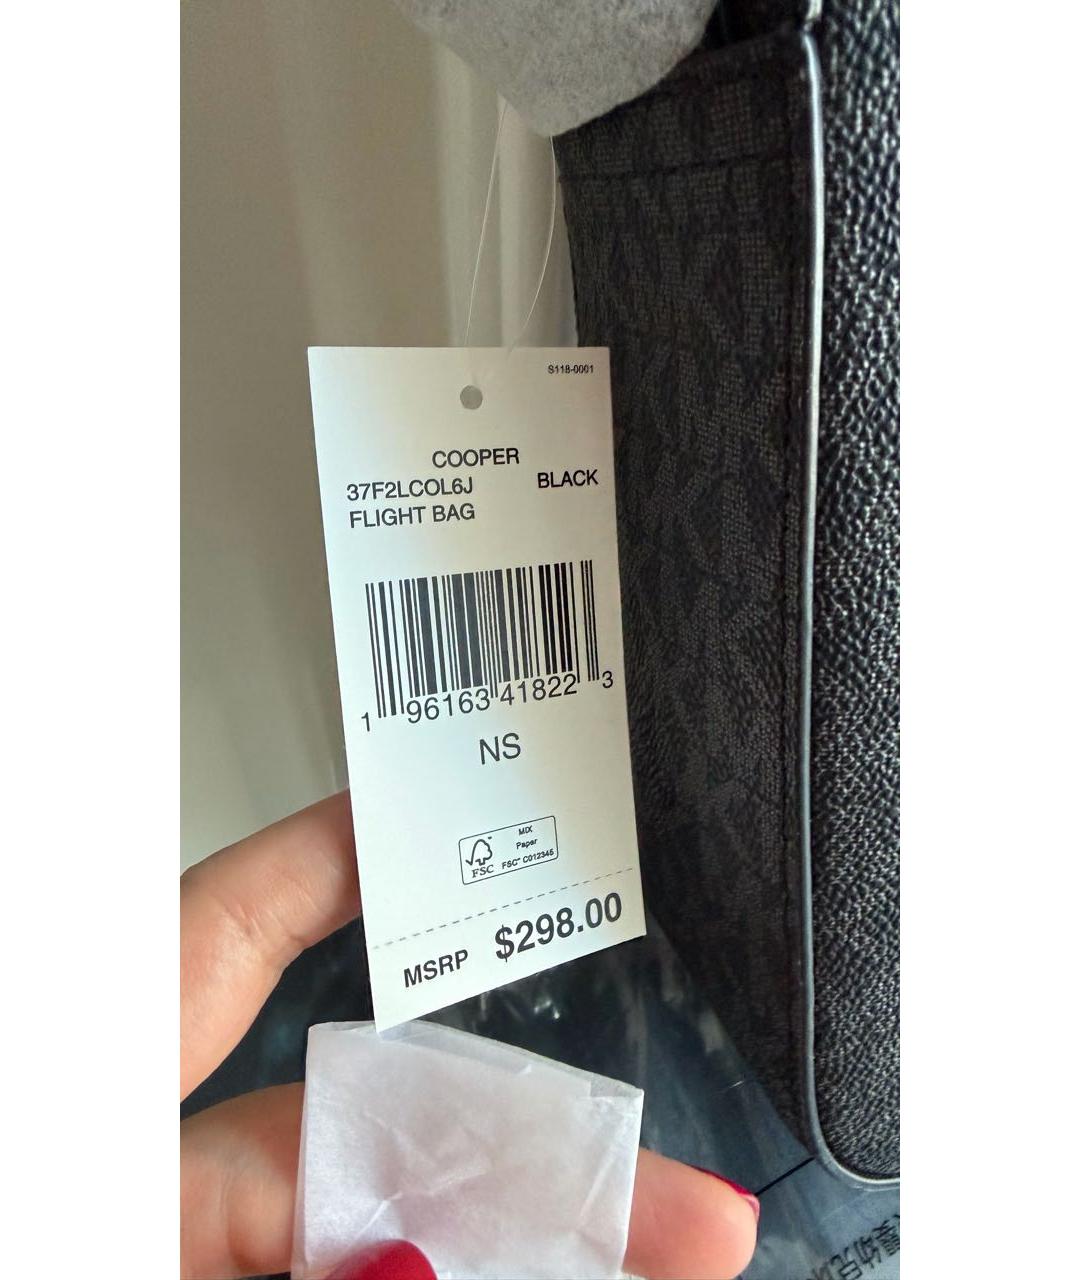 S118-0001
COOPER
37F2LCOL6J BLACK
FLIGHT BAG
1 96163 41822 3
NS
FSC
MIX
Paper
FSC™ C012345
MSRP $298.00